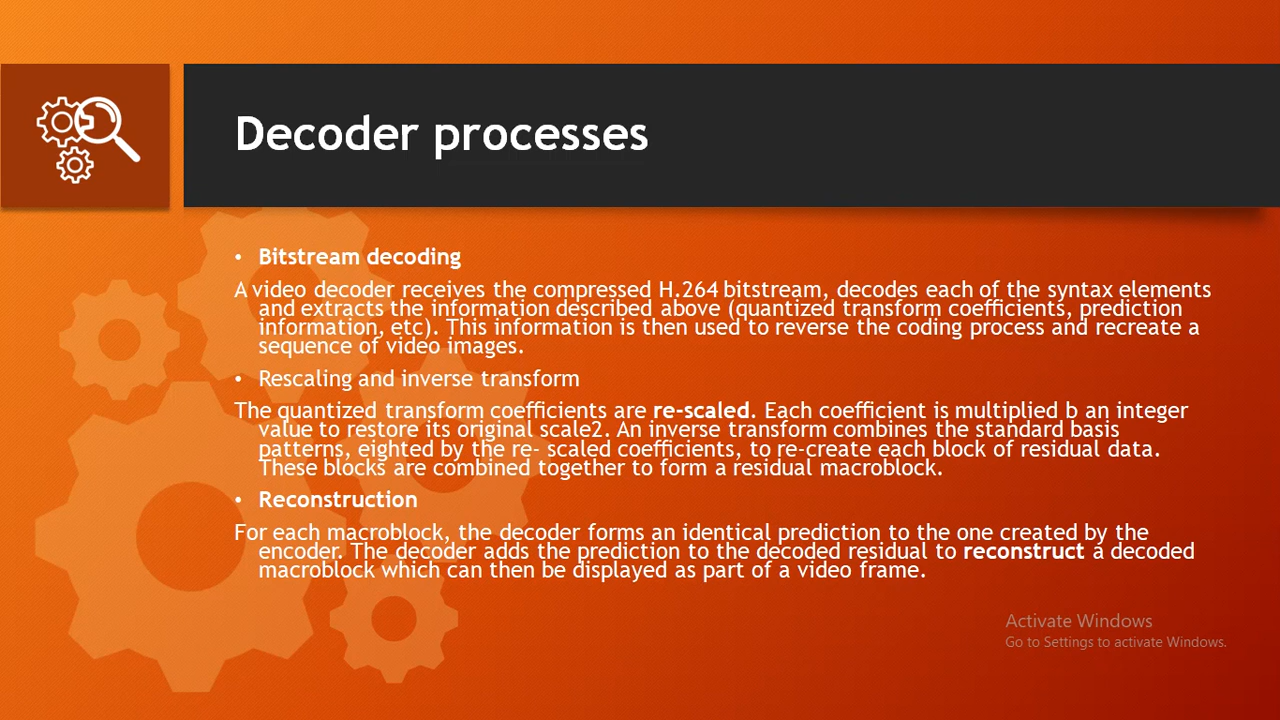 Decoder processes
• Bitstream decoding
A video decoder receives the compressed H.264 bitstream, decodes each of the syntax elements
and extracts the information described above (quantized transform coefficients, prediction
information, etc). This information is then used to reverse the coding process and recreate a
sequence of video images.
• Rescaling and inverse transform
The quantized transform coefficients are re-scaled. Each coefficient is multiplied b an integer
value to restore its original scale2. An inverse transform combines the standard basis
patterns, eighted by the re- scaled coefficients, to re-create each block of residual data.
These blocks are combined together to form a residual macroblock.
• Reconstruction
For each macroblock, the decoder forms an identical prediction to the one created by the
encoder. The decoder adds the prediction to the decoded residual to reconstruct a decoded
macroblock which can then be displayed as part of a video frame.
Activate Windows
Go to Settings to activate Windows.